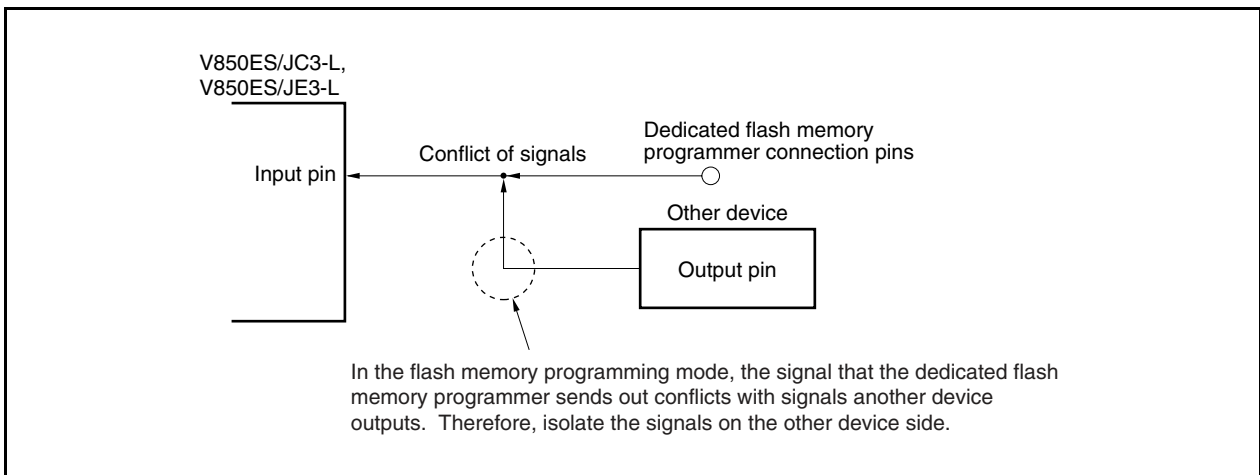 V850ES/JC3-L,
V850ES/JE3-L
Dedicated flash memory
programmer connection pins
Conflict of signals
Input pin
Other device
Output pin
In the flash memory programming mode, the signal that the dedicated flash
memory programmer sends out conflicts with signals another device
outputs.  Therefore, isolate the signals on the other device side.